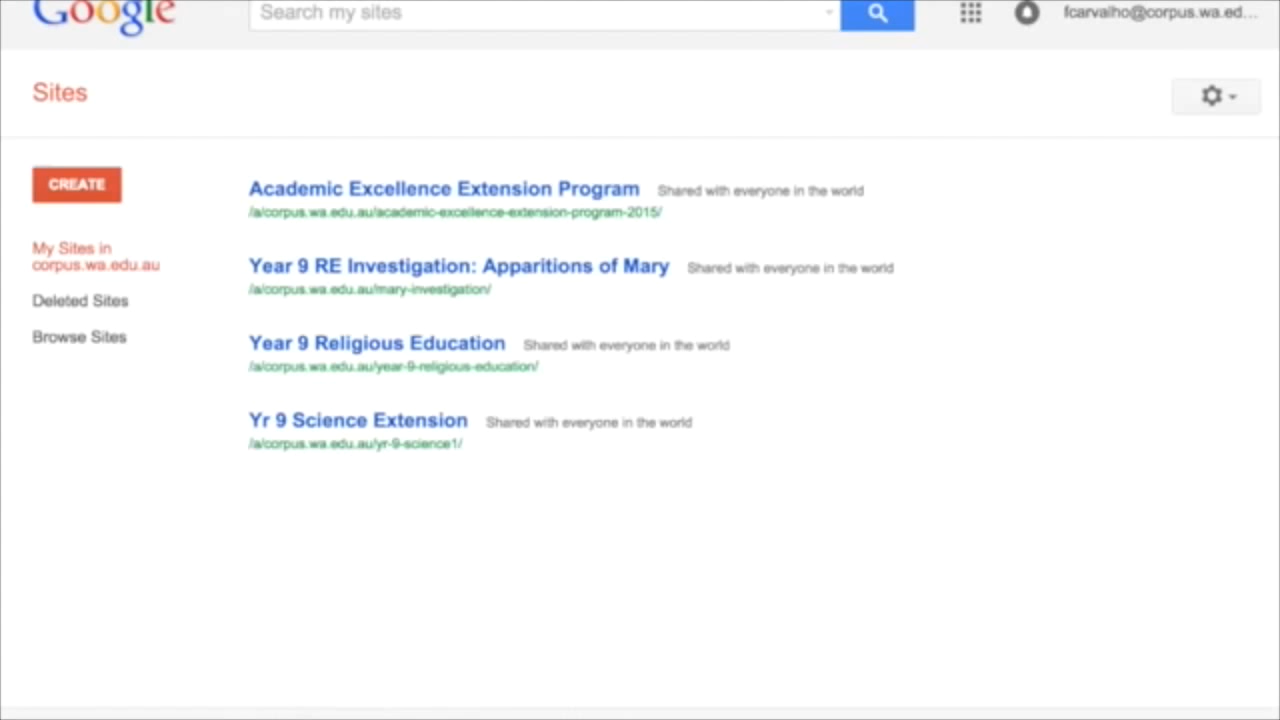 Google
Search my sites
fcarvalho@corpus.wa.ed...
Sites
CREATE
My Sites in
corpus.wa.edu.au
Deleted Sites
Browse Sites
Academic Excellence Extension Program Shared with everyone in the world
/a/corpus.wa.edu.au/academic-excellence-extension-program-2015/
Year 9 RE Investigation: Apparitions of Mary Shared with everyone in the world
/a/corpus.wa.edu.au/mary-investigation/
Year 9 Religious Education Shared with everyone in the world
/a/corpus.wa.edu.au/year-9-religious-education/
Yr 9 Science Extension Shared with everyone in the world
/a/corpus.wa.edu.au/yr-9-science1/